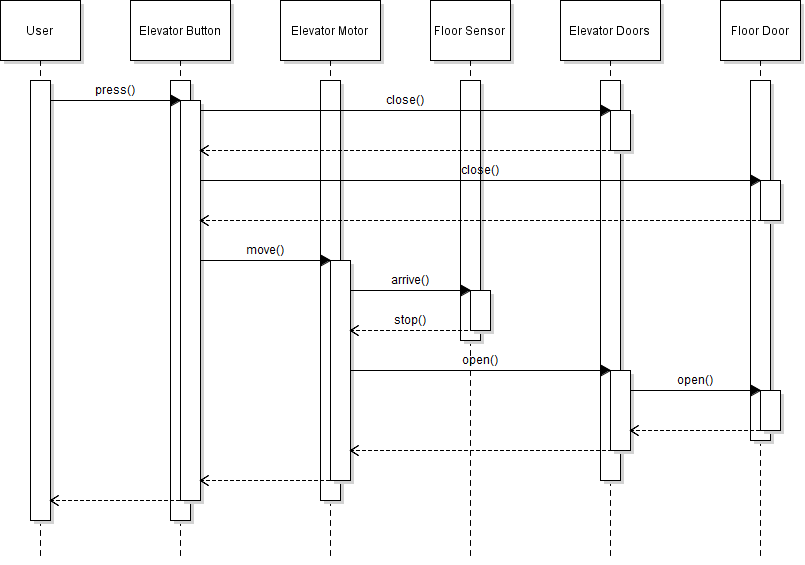 User
Elevator Button
Elevator Motor
Floor Sensor
Elevator Doors
Floor Door
press()
close()
close()
move()
arrive()
stop()
open()
open()